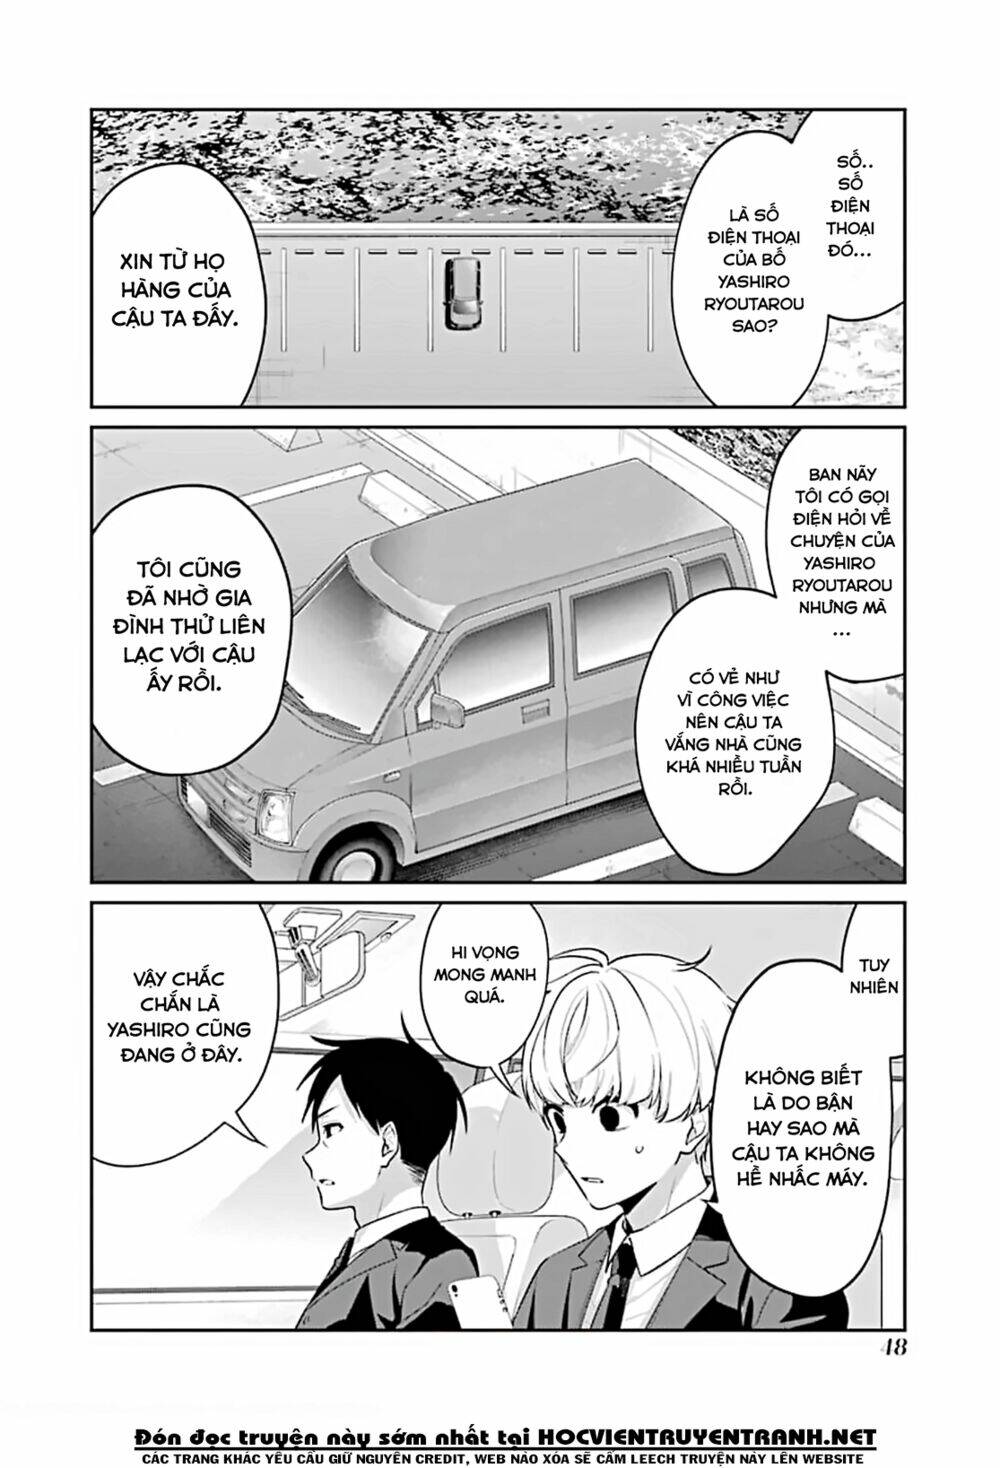 SỐ..
SỐ
ĐIỆN
THOẠI
ĐÓ...
LÀ SỐ
ĐIỆN THOẠI
CỦA BỐ
YASHIRO
RYOUTAROU
SAO?
XIN TỪ HỌ
HÀNG CỦA
CẬU TA ĐẤY.
BAN NÃY
TÔI CÓ GỌI
ĐIỆN HỎI VỀ
CHUYỆN CỦA
YASHIRO
RYOUTAROU
NHƯNG MÀ
...
CÓ VẺ NHƯ
VÌ CÔNG VIỆC
NÊN CẬU TA
VẮNG NHÀ CŨNG
KHÁ NHIỀU TUẦN
RỒI.
TÔI CŨNG
ĐÃ NHỜ GIA
ĐÌNH THỬ LIÊN
LẠC VỚI CẬU
ẤY RỒI.
TUY
NHIÊN
KHÔNG BIẾT
LÀ DO BẬN
HAY SAO MÀ
CẬU TA KHÔNG
HỀ NHẤC MÁY.
HI VỌNG
MONG MANH
QUÁ.
VẬY CHẮC
CHẮN LÀ
YASHIRO CŨNG
ĐANG Ở ĐÂY.
48
Đón đọc truyện này sớm nhất tại HOCVIENTRUYENTRANH.NET
CÁC TRANG KHÁC YÊU CẦU GIỮ NGUYÊN CREDIT, WEB NÀO XÓA SẼ CẤM LEECH TRUYỆN NÀY LÊN WEBSITE